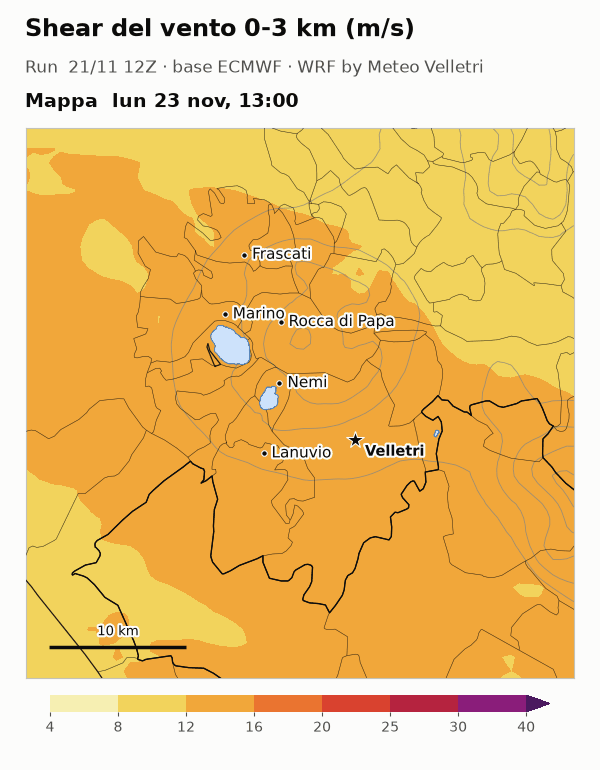 Shear del vento 0-3 km (m/s)
Run  21/11 12Z · base ECMWF · WRF by Meteo Velletri
Mappa  lun 23 nov, 13:00
Frascati
Marino
Rocca di Papa
Nemi
Velletri
Lanuvio
10 km
4 8 12 16 20 25 30 40